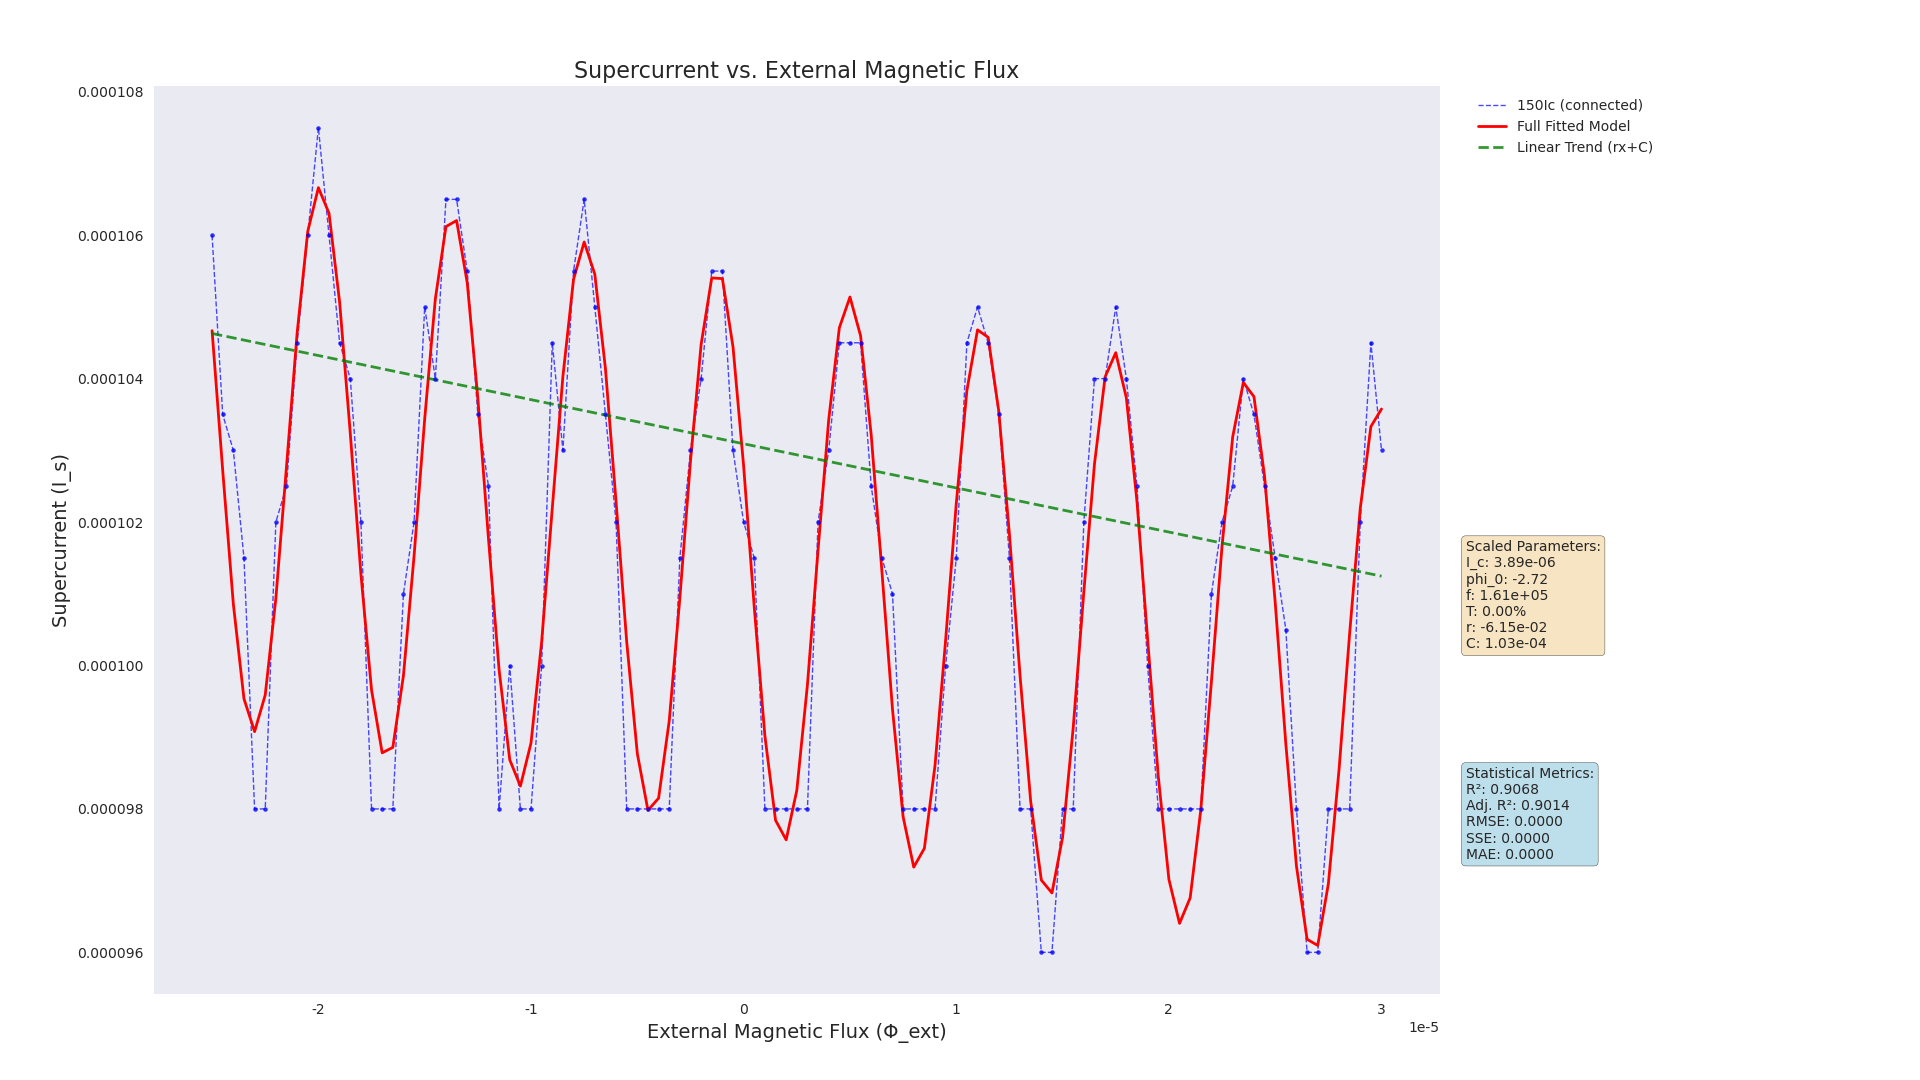 Supercurrent vs. External Magnetic Flux
0.000108
0.000106
0.000104
0.000102
0.000100
0.000098
0.000096
Supercurrent (I_s)
-2
-1
0
1
2
3
1e-5
External Magnetic Flux (Φ_ext)
150Ic (connected)
Full Fitted Model
Linear Trend (rx+C)
Scaled Parameters:
I_c: 3.89e-06
phi_0: -2.72
f: 1.61e+05
T: 0.00%
r: -6.15e-02
C: 1.03e-04
Statistical Metrics:
R²: 0.9068
Adj. R²: 0.9014
RMSE: 0.0000
SSE: 0.0000
MAE: 0.0000